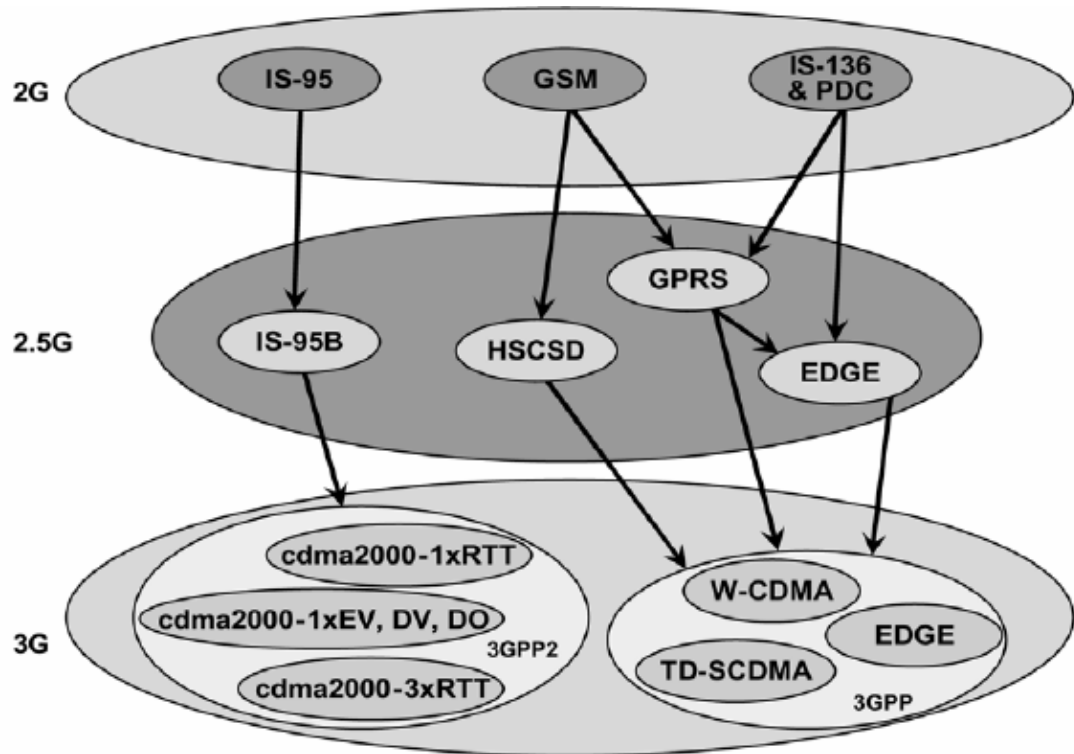 2G
IS-95
GSM
IS-136
& PDC
2.5G
GPRS
IS-95B
HSCSD
EDGE
3G
cdma2000-1xRTT
cdma2000-1xEV, DV, DO
3GPP2
cdma2000-3xRTT
W-CDMA
EDGE
TD-SCDMA
3GPP